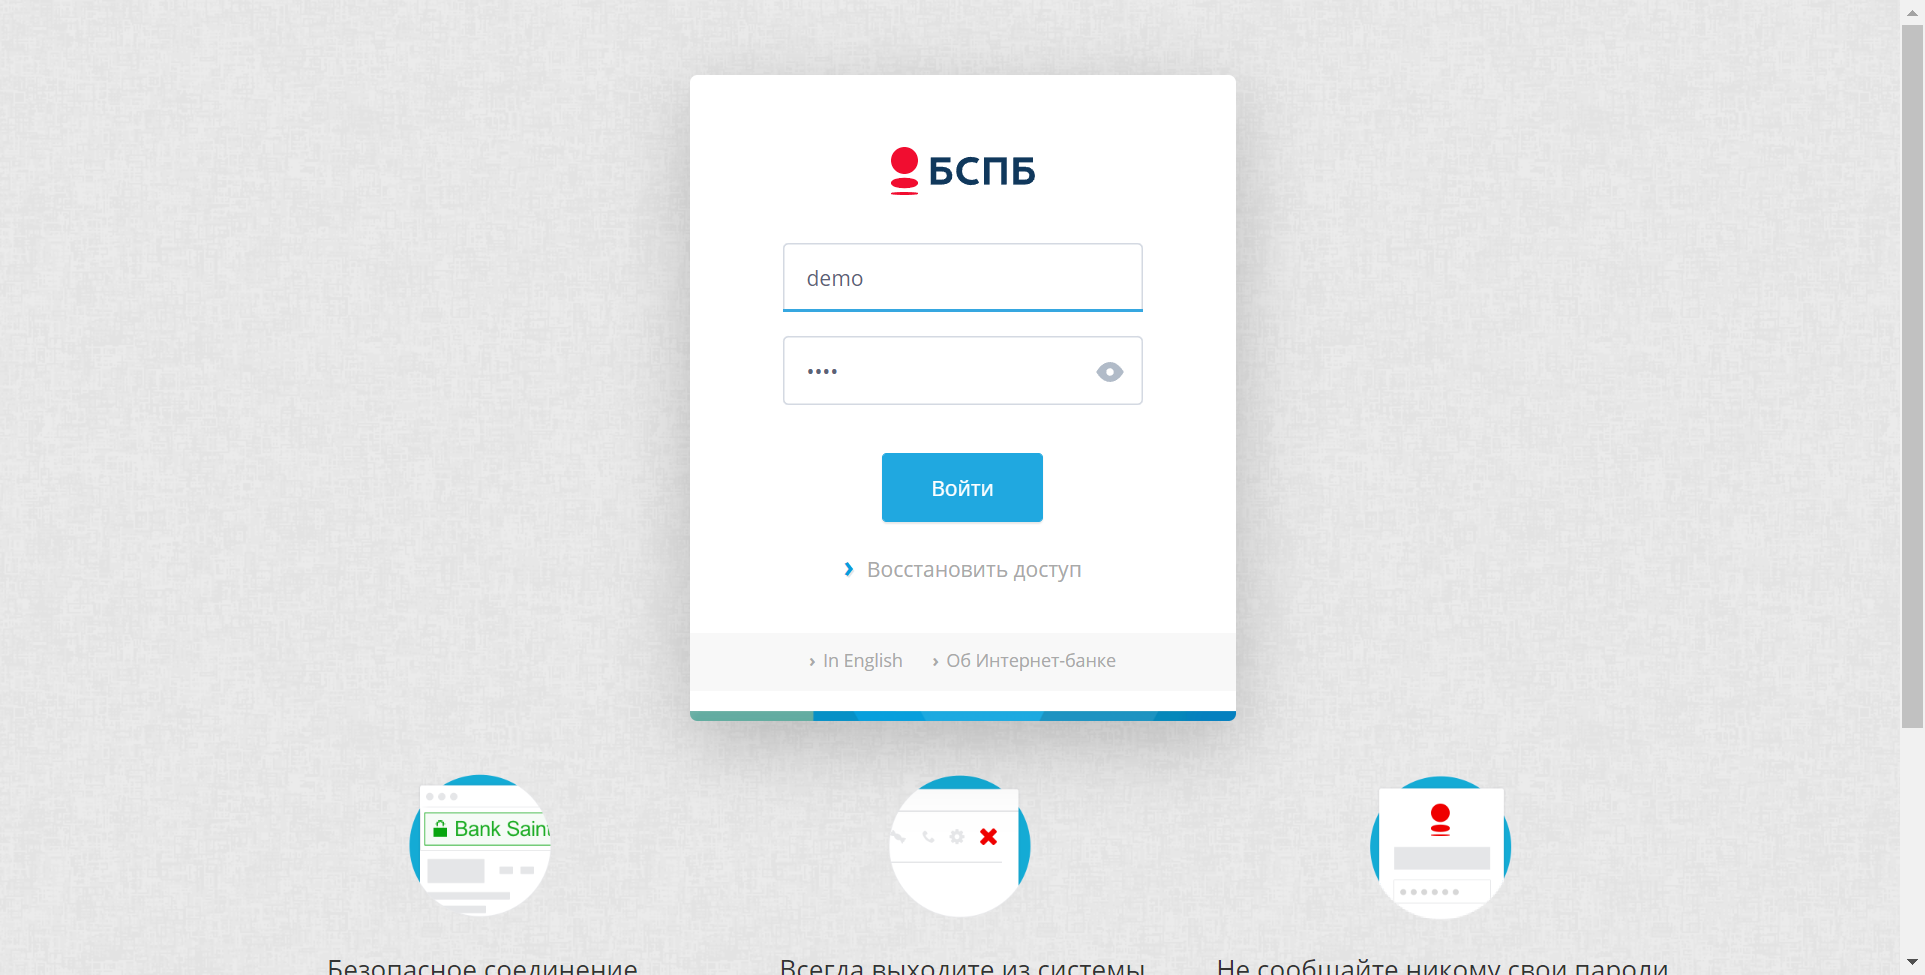 БСПБ
demo
••••
Войти
Восстановить доступ
In English
Об Интернет-банке
Bank Saint
Безопасное соединение
Всегда выходите из системы
Не сообщайте никому свои пароли